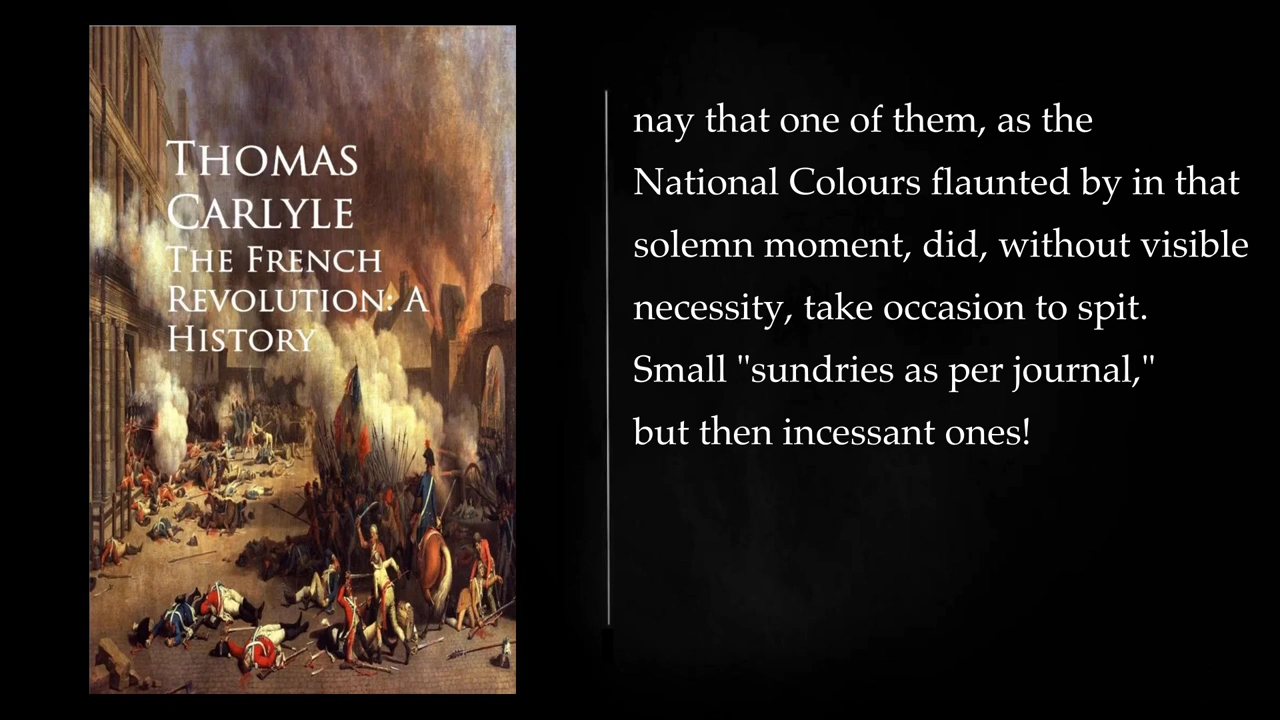 THOMAS
CARLYLE
THE FRENCH
REVOLUTION: A
HISTORY
nay that one of them, as the
National Colours flaunted by in that
solemn moment, did, without visible
necessity, take occasion to spit.
Small "sundries as per journal,"
but then incessant ones!